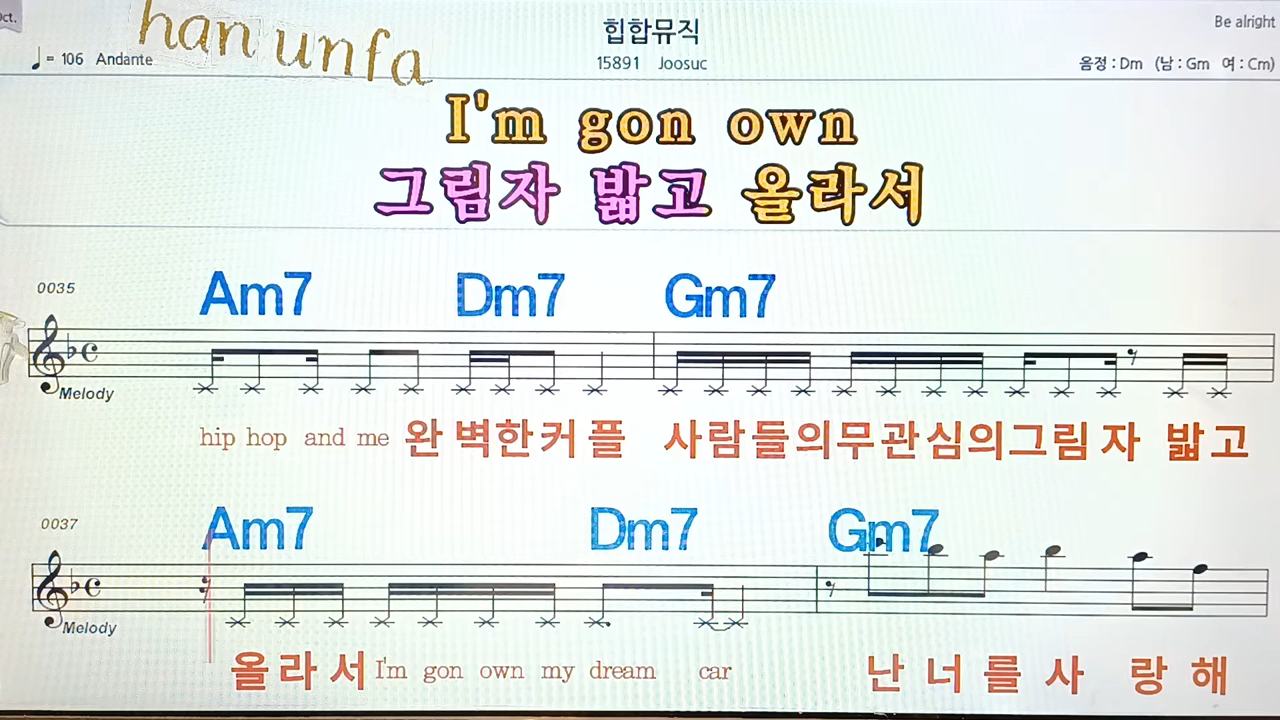 Oct.
han unfa
힙합뮤직
Be alright
♩= 106 Andante
15891 Joosuc
음정 : Dm (남 : Gm 여 : Cm)
I'm gon own
그림자 밟고 올라서
0035
Am7 Dm7 Gm7
Melody
hip hop and me 완벽한커플 사람들의무관심의그림자 밟고
0037
Am7 Dm7 Gm7
Melody
올라서 I'm gon own my dream car 난너를사랑해